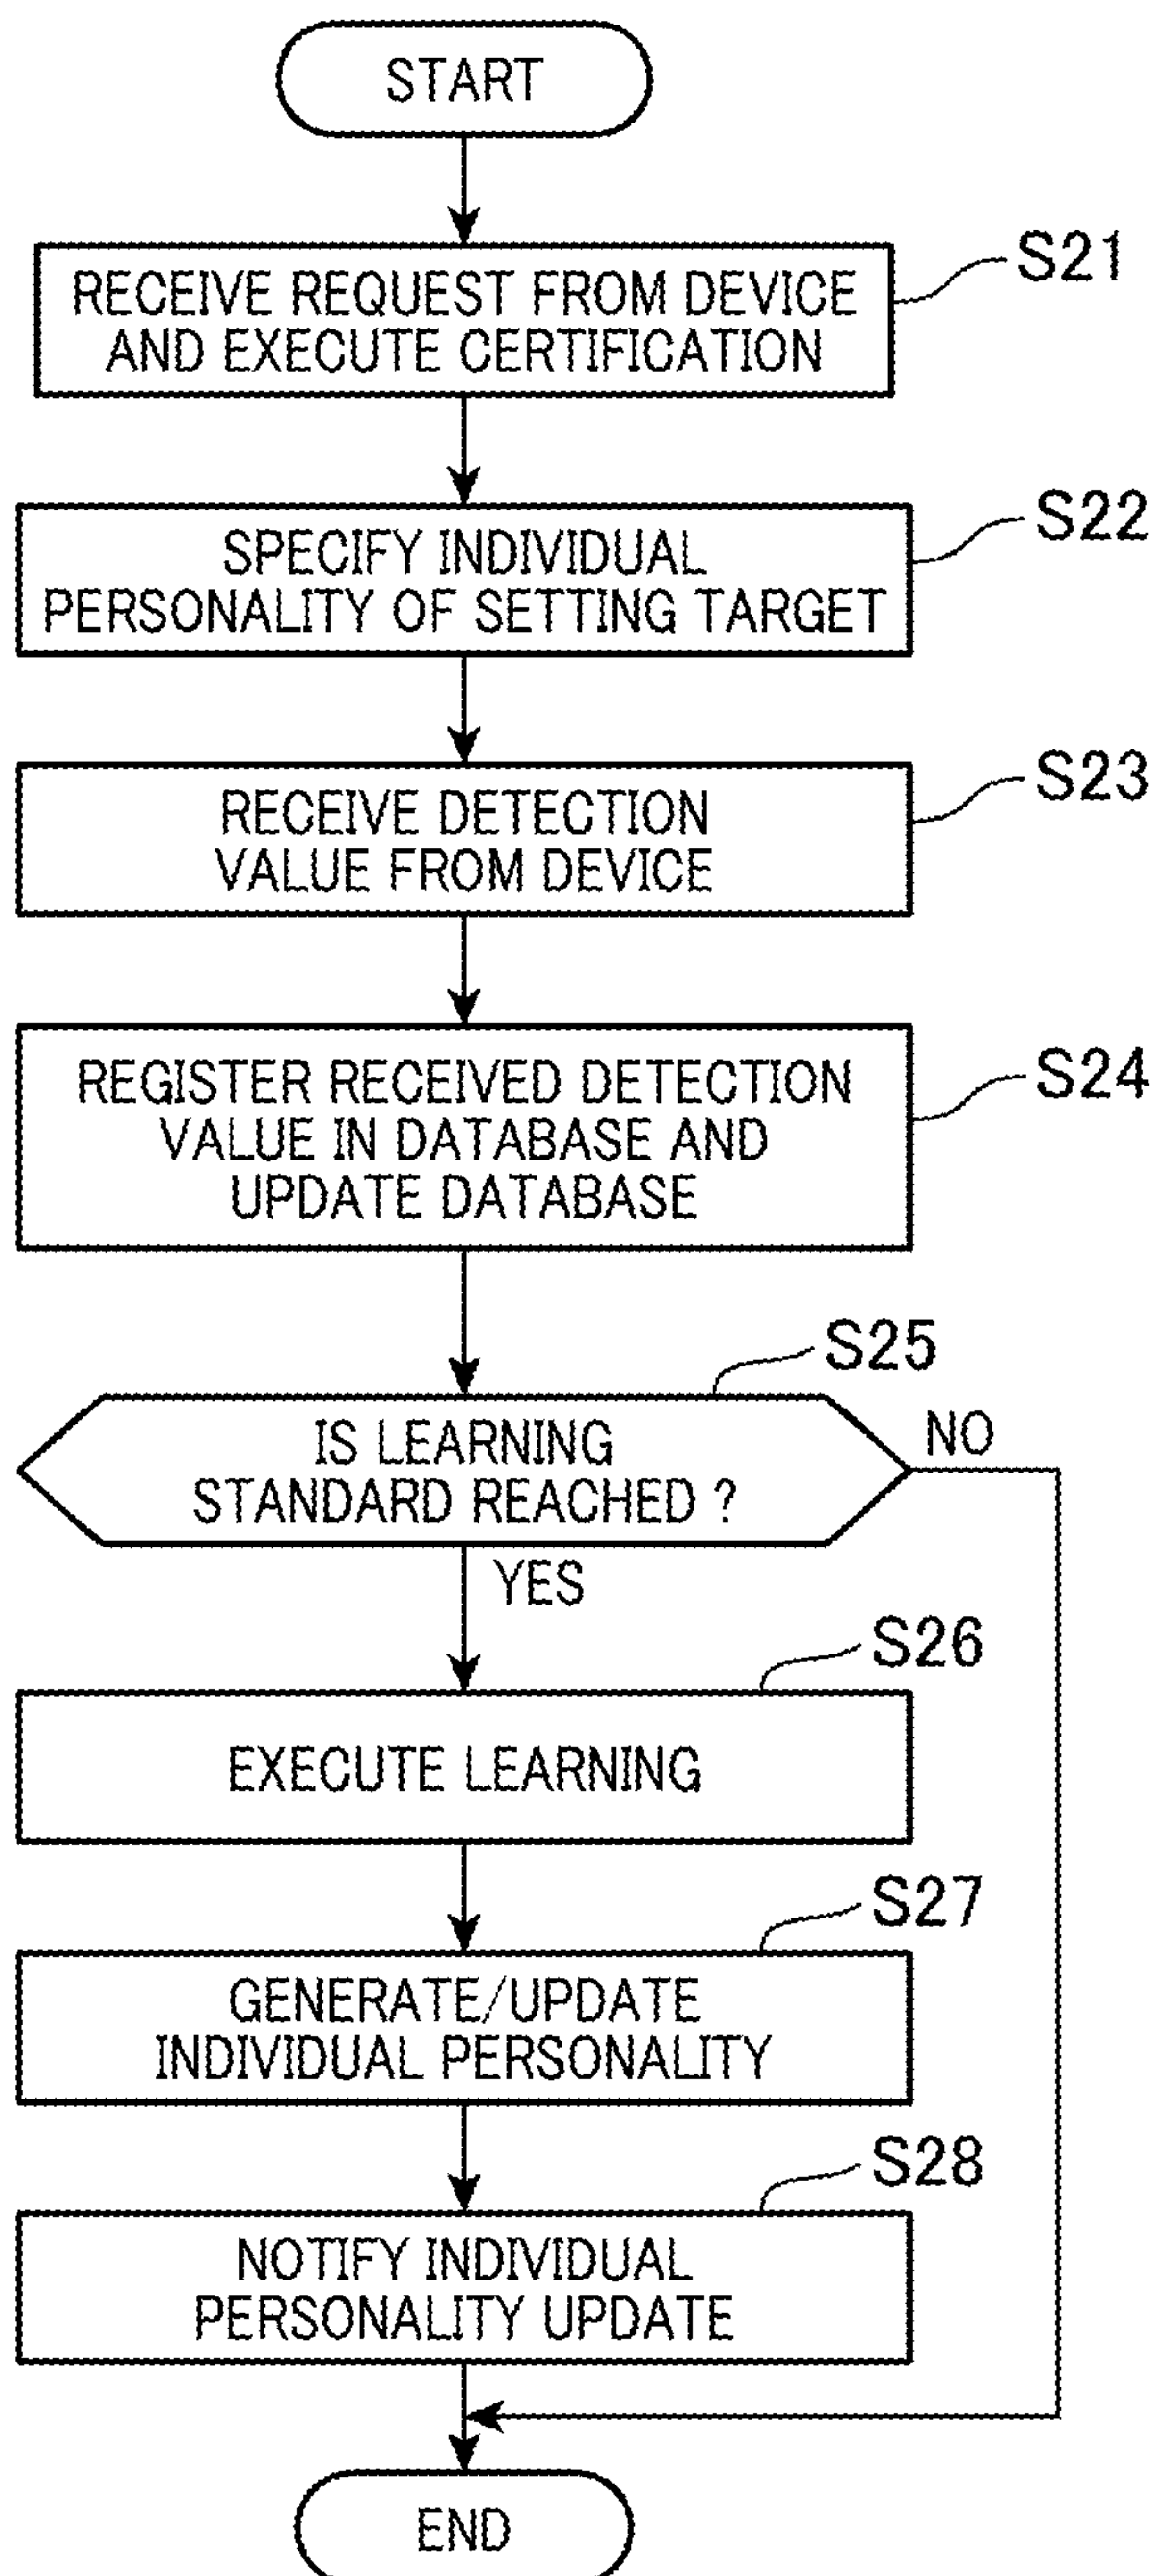 START
S21
RECEIVE REQUEST FROM DEVICE
AND EXECUTE CERTIFICATION
S22
SPECIFY INDIVIDUAL
PERSONALITY OF SETTING TARGET
S23
RECEIVE DETECTION
VALUE FROM DEVICE
S24
REGISTER RECEIVED DETECTION
VALUE IN DATABASE AND
UPDATE DATABASE
S25
IS LEARNING
STANDARD REACHED ?
NO
YES
S26
EXECUTE LEARNING
S27
GENERATE/UPDATE
INDIVIDUAL PERSONALITY
S28
NOTIFY INDIVIDUAL
PERSONALITY UPDATE
END